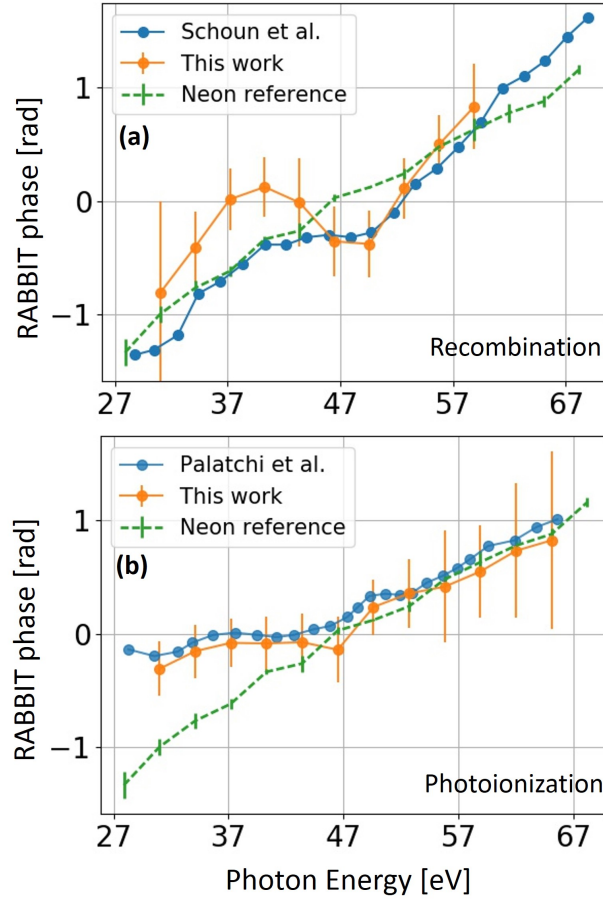 Schoun et al.
This work
Neon reference
(a)
1
0
−1
RABBIT phase [rad]
Recombination
27 37 47 57 67
Palatchi et al.
This work
Neon reference
(b)
1
0
−1
RABBIT phase [rad]
Photoionization
27 37 47 57 67
Photon Energy [eV]